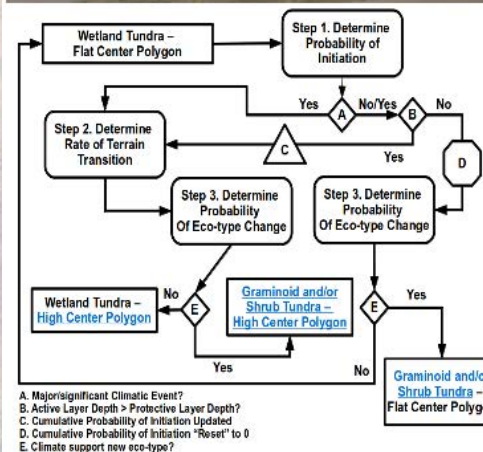 Wetland Tundra –
Flat Center Polygon
Step 1. Determine
Probability of
Initiation
Yes
A
No/Yes
B
No
Step 2. Determine
Rate of Terrain
Transition
C
Yes
D
Step 3. Determine
Probability
Of Eco-type Change
Step 3. Determine
Probability
Of Eco-type Change
Wetland Tundra –
High Center Polygon
No
E
Graminoid and/or
Shrub Tundra –
High Center Polygon
E
Yes
Yes
No
Graminoid and/o
Shrub Tundra –
Flat Center Polyg
A. Major/significant Climatic Event?
B. Active Layer Depth > Protective Layer Depth?
C. Cumulative Probability of Initiation Updated
D. Cumulative Probability of Initiation "Reset" to 0
E. Climate support new eco-type?